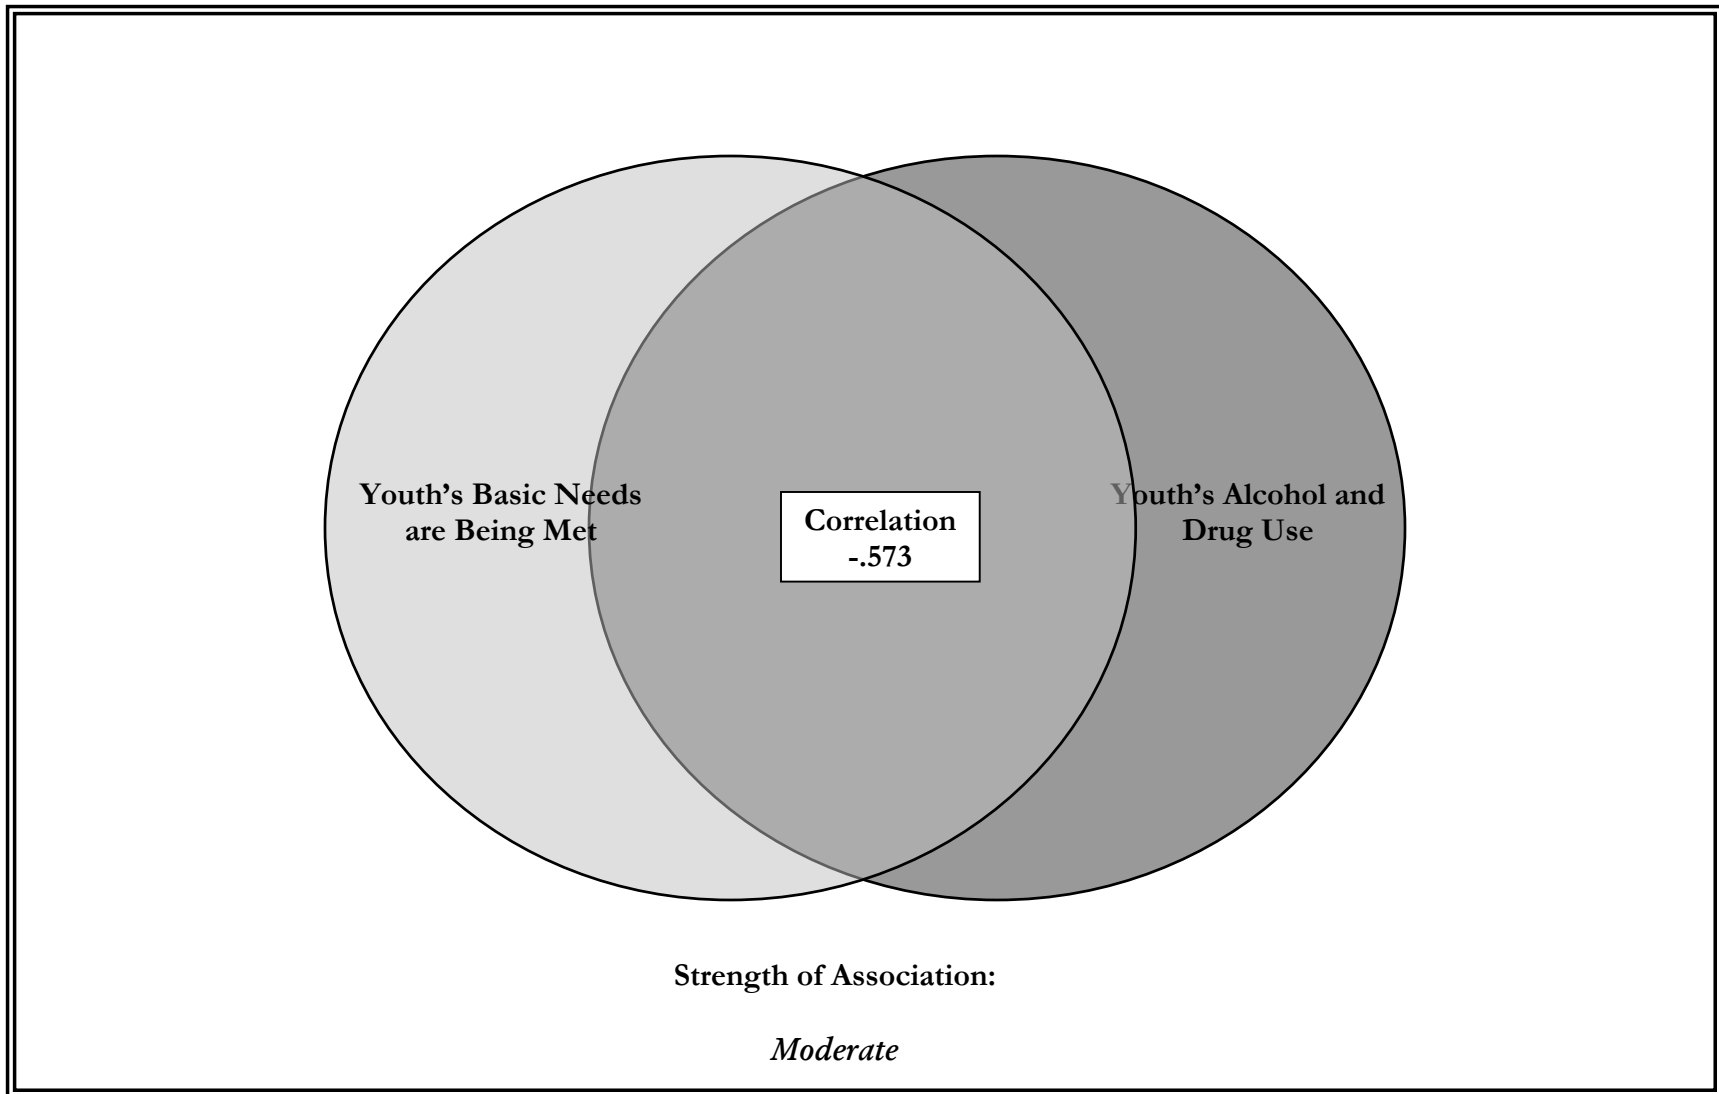 Youth’s Basic Needs
are Being Met
Correlation
-.573
Youth’s Alcohol and
Drug Use
Strength of Association:
Moderate